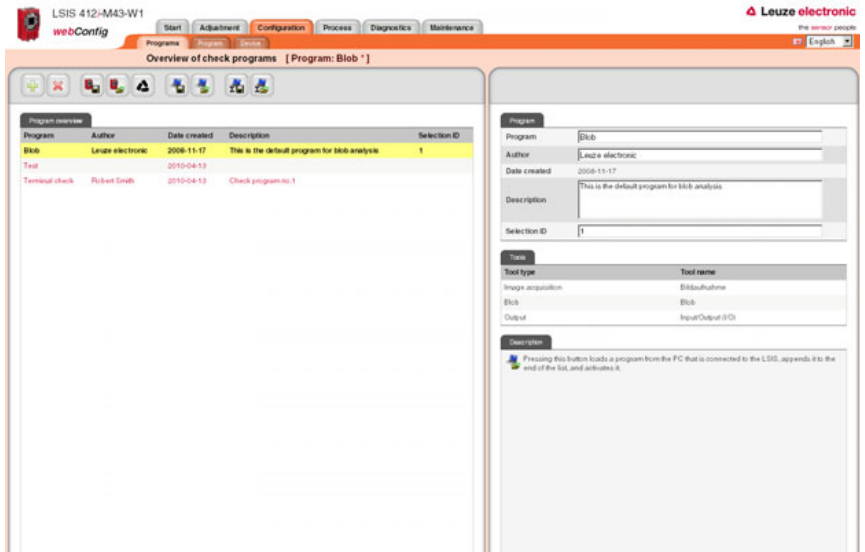 LSIS 412i-M43-W1
webConfig
Start Adjustment Configuration Process Diagnostics Maintenance
Leuze electronic
the sensor people
Programs Program Device
English
Overview of check programs [ Program: Blob * ]
Program overview
Program Author Date created Description Selection ID
Blob Leuze electronic 2008-11-17 This is the default program for blob analysis 1
Test 2010-04-13
Terminal check Robert Smith 2010-04-13 Check program no.1
Program
Program Blob
Author Leuze electronic
Date created 2008-11-17
Description This is the default program for blob analysis
Selection ID 1
Tools
Tool type Tool name
Image acquisition Bildaufnahme
Blob Blob
Output Input/Output (I/O)
Description
Pressing this button loads a program from the PC that is connected to the LSIS, appends it to the
end of the list, and activates it.